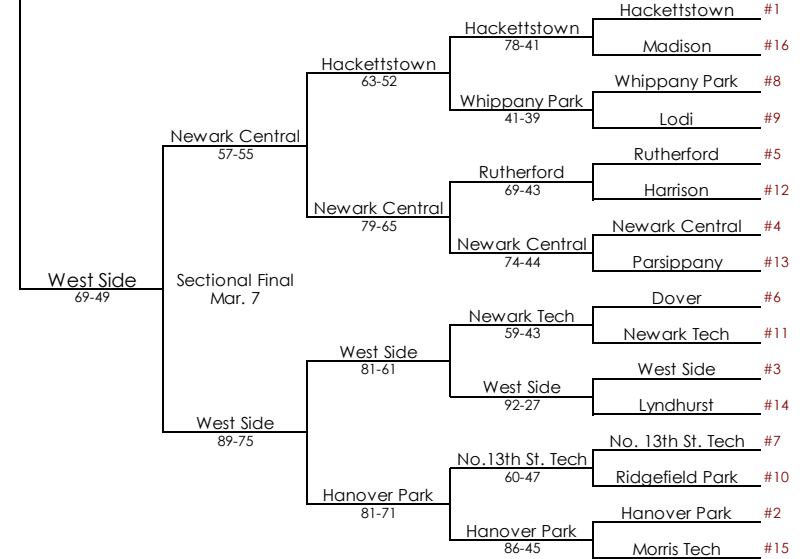 Hackettstown #1
Hackettstown
78-41
Madison #16
Hackettstown
63-52
Whippany Park #8
Whippany Park
41-39
Lodi #9
Newark Central
57-55
Rutherford #5
Rutherford
69-43
Harrison #12
Newark Central
79-65
Newark Central #4
Newark Central
74-44
Parsippany #13
West Side
69-49
Sectional Final
Mar. 7
Dover #6
Newark Tech
59-43
Newark Tech #11
West Side
81-61
West Side #3
West Side
92-27
Lyndhurst #14
West Side
89-75
No. 13th St. Tech #7
No.13th St. Tech
60-47
Ridgefield Park #10
Hanover Park
81-71
Hanover Park #2
Hanover Park
86-45
Morris Tech #15